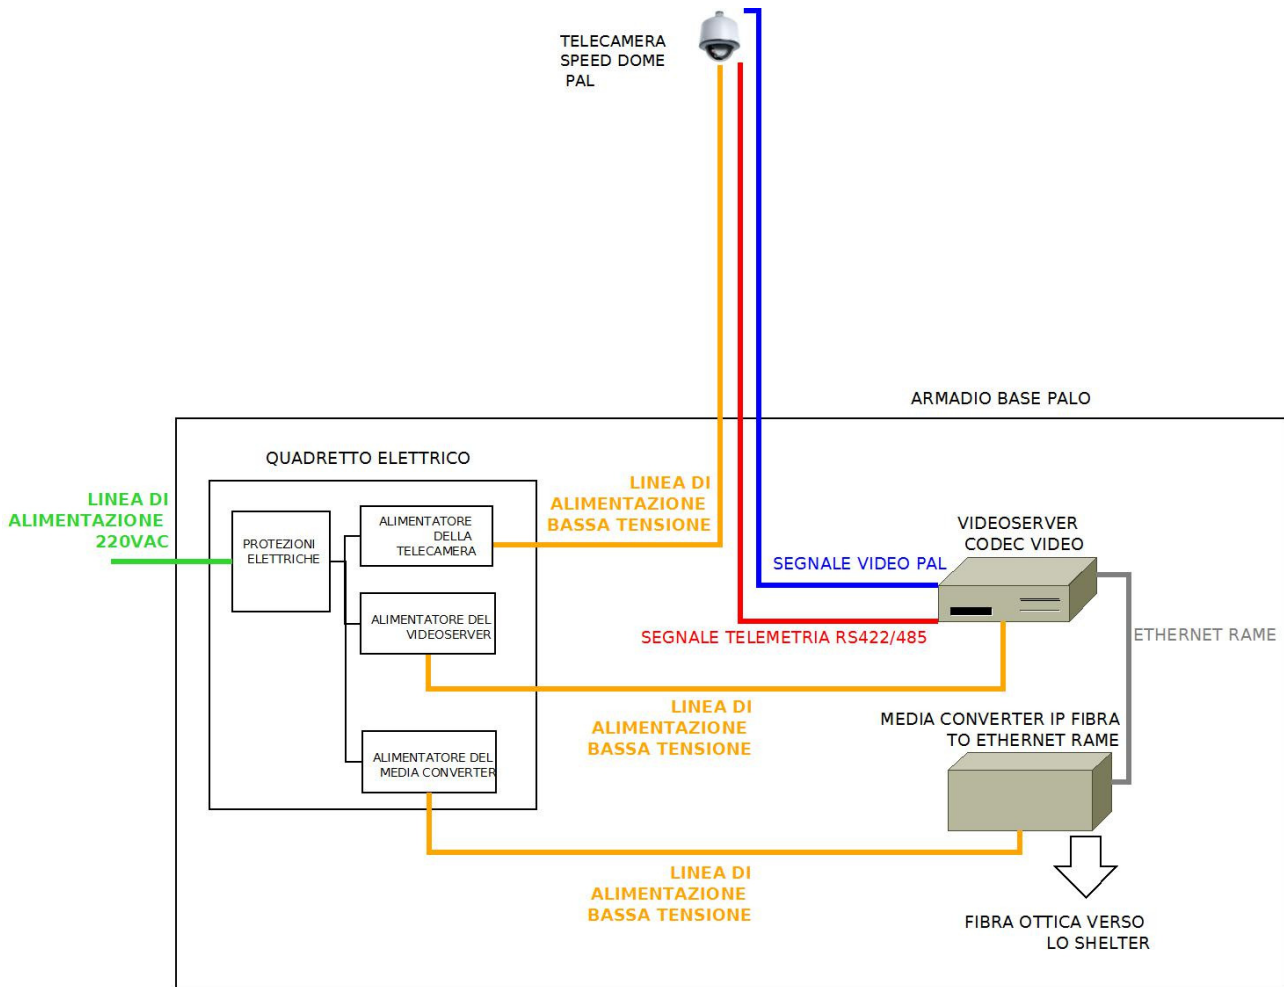 TELECAMERA
SPEED DOME
PAL
ARMADIO BASE PALO
QUADRETTO ELETTRICO
LINEA DI
ALIMENTAZIONE
220VAC
PROTEZIONI
ELETTRICHE
ALIMENTATORE
DELLA
TELECAMERA
LINEA DI
ALIMENTAZIONE
BASSA TENSIONE
VIDEOSERVER
CODEC VIDEO
SEGNALE VIDEO PAL
ALIMENTATORE DEL
VIDEOSERVER
SEGNALE TELEMETRIA RS422/485
ETHERNET RAME
LINEA DI
ALIMENTAZIONE
BASSA TENSIONE
MEDIA CONVERTER IP FIBRA
TO ETHERNET RAME
ALIMENTATORE DEL
MEDIA CONVERTER
LINEA DI
ALIMENTAZIONE
BASSA TENSIONE
FIBRA OTTICA VERSO
LO SHELTER